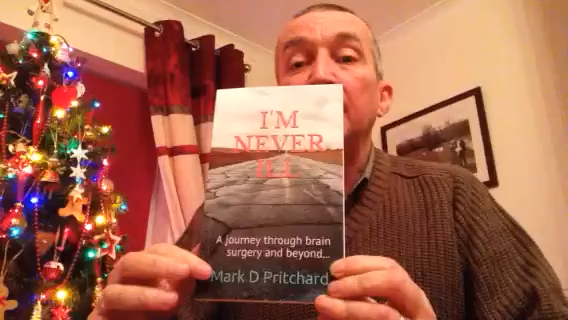 I'M
NEVER
ILL
A journey through brain
surgery and beyond...
Mark D Pritchard